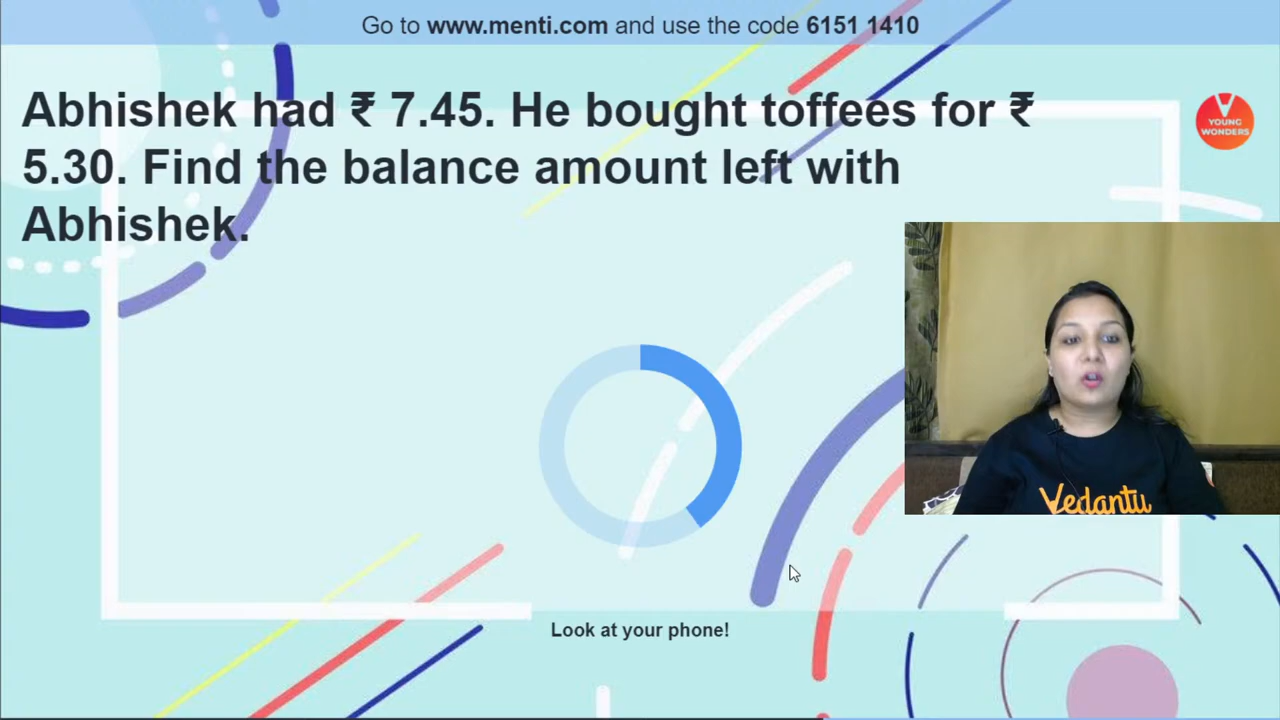 Go to www.menti.com and use the code 6151 1410
Abhishek had ₹ 7.45. He bought toffees for ₹
5.30. Find the balance amount left with
Abhishek.
YOUNG
WONDERS
Vedantu
Look at your phone!